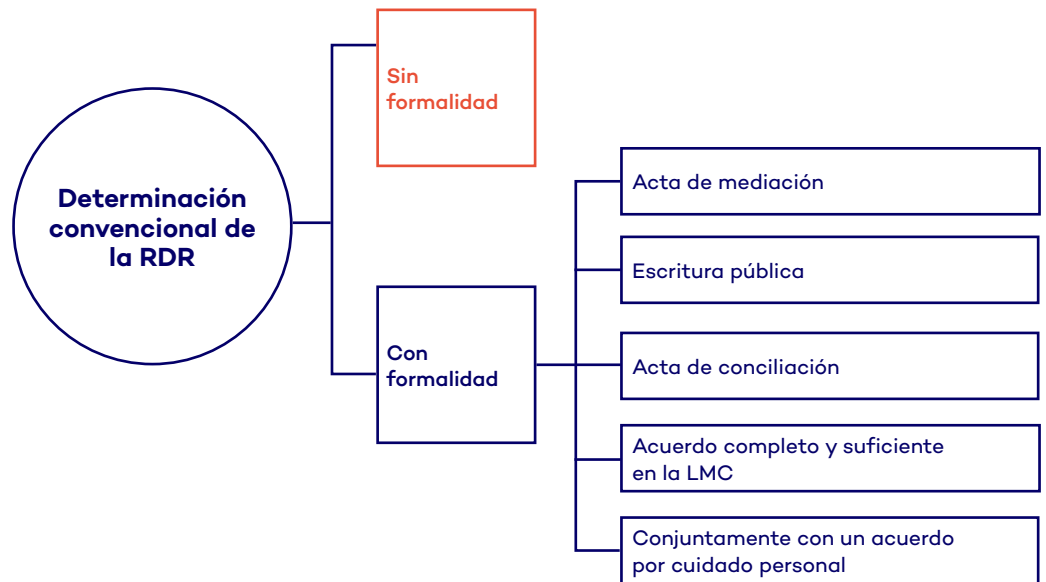 Determinación
convencional de
la RDR
Sin
formalidad
Con
formalidad
Acta de mediación
Escritura pública
Acta de conciliación
Acuerdo completo y suficiente
en la LMC
Conjuntamente con un acuerdo
por cuidado personal